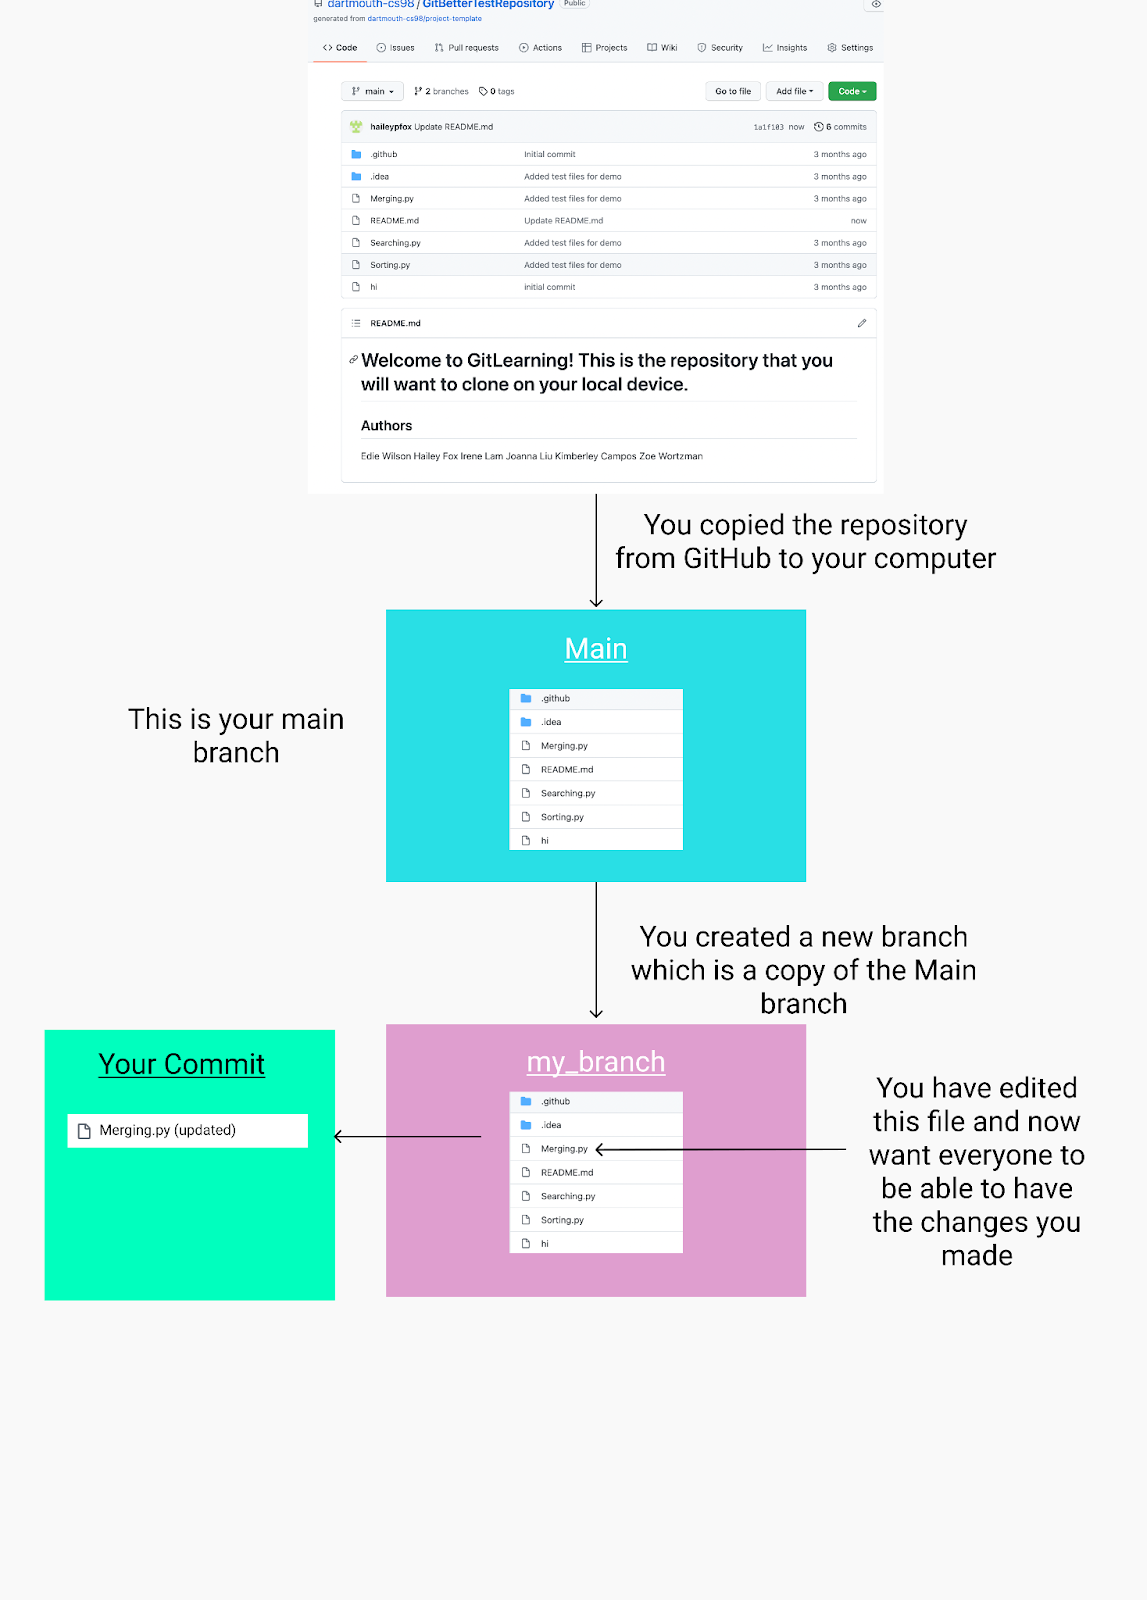 dartmouth-cs98 / GitBetterTestRepository Public
generated from dartmouth-cs98/project-template
<> Code Issues Pull requests Actions Projects Wiki Security Insights Settings
main 2 branches 0 tags Go to file Add file Code
haileypfox Update README.md 1a1f103 now 6 commits
.github Initial commit 3 months ago
.idea Added test files for demo 3 months ago
Merging.py Added test files for demo 3 months ago
README.md Update README.md now
Searching.py Added test files for demo 3 months ago
Sorting.py Added test files for demo 3 months ago
hi initial commit 3 months ago
README.md
Welcome to GitLearning! This is the repository that you
will want to clone on your local device.
Authors
Edie Wilson Hailey Fox Irene Lam Joanna Liu Kimberley Campos Zoe Wortzman
You copied the repository
from GitHub to your computer
Main
This is your main
branch
.github
.idea
Merging.py
README.md
Searching.py
Sorting.py
hi
You created a new branch
which is a copy of the Main
branch
Your Commit
Merging.py (updated)
my_branch
.github
.idea
Merging.py
README.md
Searching.py
Sorting.py
hi
You have edited
this file and now
want everyone to
be able to have
the changes you
made